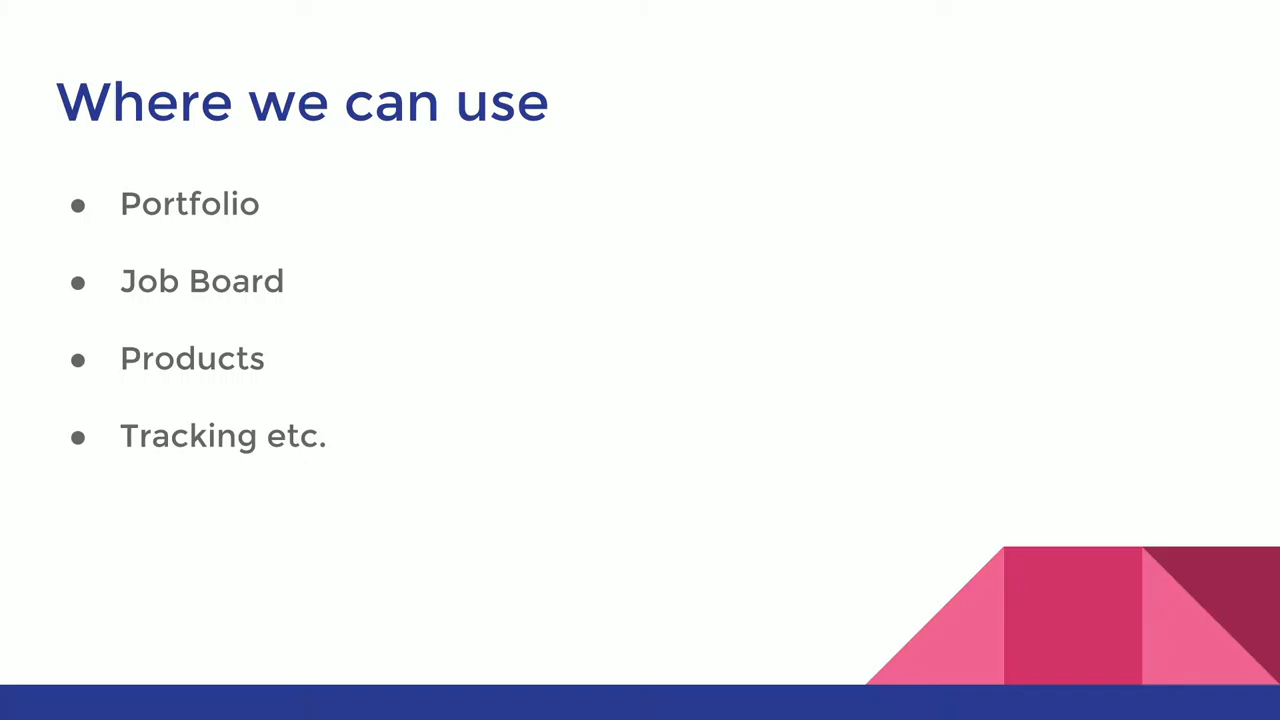 Where we can use
● Portfolio
● Job Board
● Products
● Tracking etc.